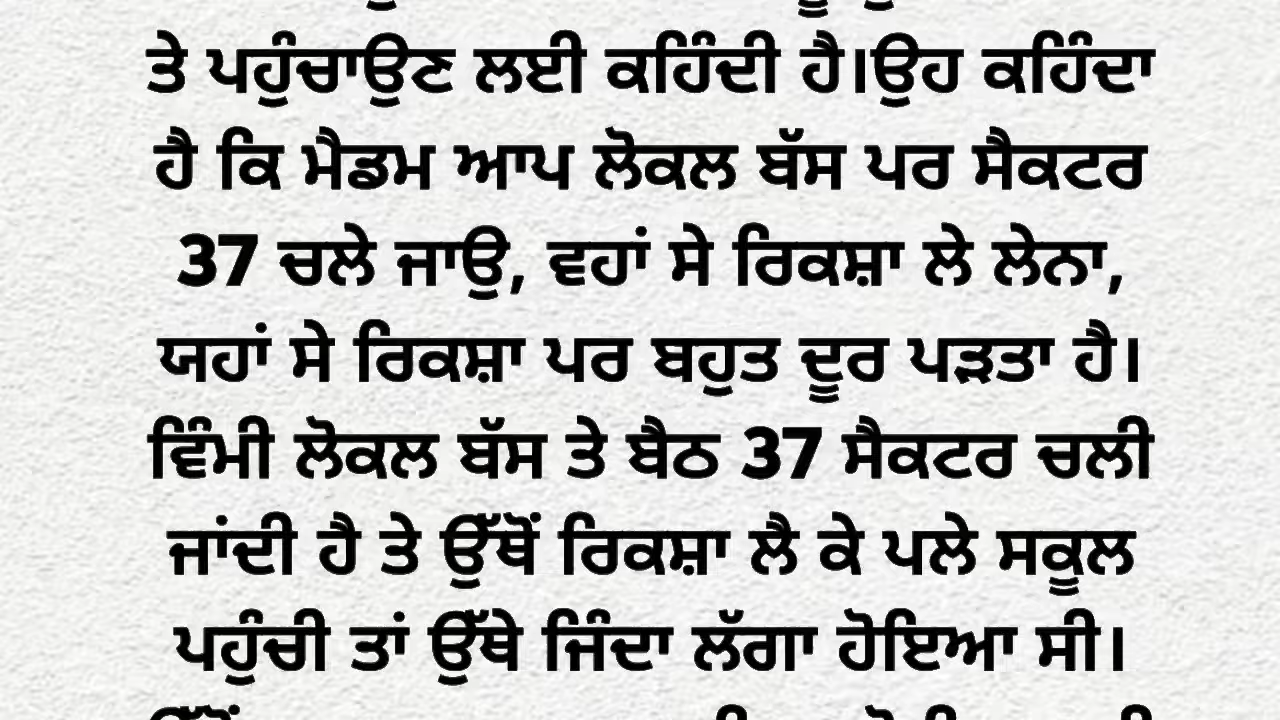 ਤੇ ਪਹੁੰਚਾਉਣ ਲਈ ਕਹਿੰਦੀ ਹੈ।ਉਹ ਕਹਿੰਦਾ
ਹੈ ਕਿ ਮੈਡਮ ਆਪ ਲੋਕਲ ਬੱਸ ਪਰ ਸੈਕਟਰ
37 ਚਲੇ ਜਾਉ, ਵਹਾਂ ਸੇ ਰਿਕਸ਼ਾ ਲੇ ਲੇਨਾ,
ਯਹਾਂ ਸੇ ਰਿਕਸ਼ਾ ਪਰ ਬਹੁਤ ਦੂਰ ਪੜਤਾ ਹੈ।
ਵਿੰਮੀ ਲੋਕਲ ਬੱਸ ਤੇ ਬੈਠ 37 ਸੈਕਟਰ ਚਲੀ
ਜਾਂਦੀ ਹੈ ਤੇ ਉੱਥੋਂ ਰਿਕਸ਼ਾ ਲੈ ਕੇ ਪਲੇ ਸਕੂਲ
ਪਹੁੰਚੀ ਤਾਂ ਉੱਥੇ ਜਿੰਦਾ ਲੱਗਾ ਹੋਇਆ ਸੀ।